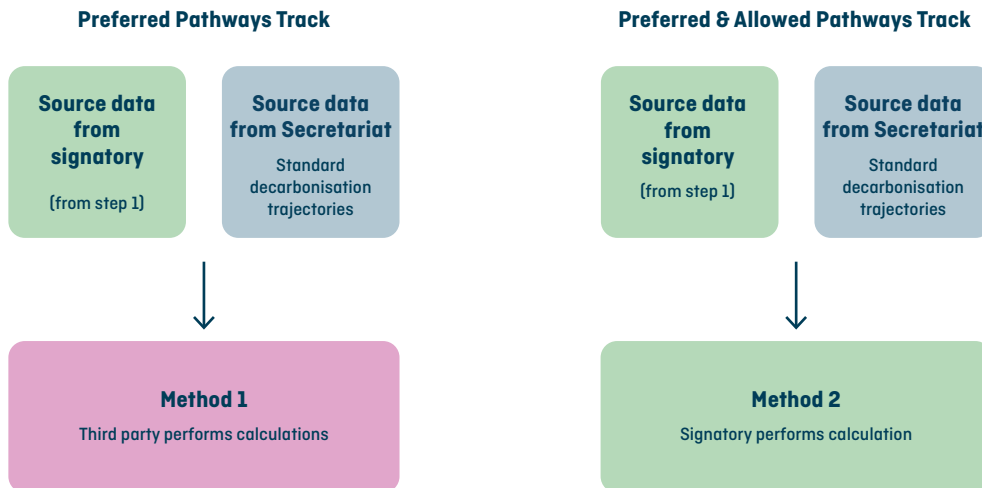 Preferred Pathways Track
Source data
from
signatory
(from step 1)
Source data
from Secretariat
Standard
decarbonisation
trajectories
Method 1
Third party performs calculations
Preferred & Allowed Pathways Track
Source data
from
signatory
(from step 1)
Source data
from Secretariat
Standard
decarbonisation
trajectories
Method 2
Signatory performs calculation